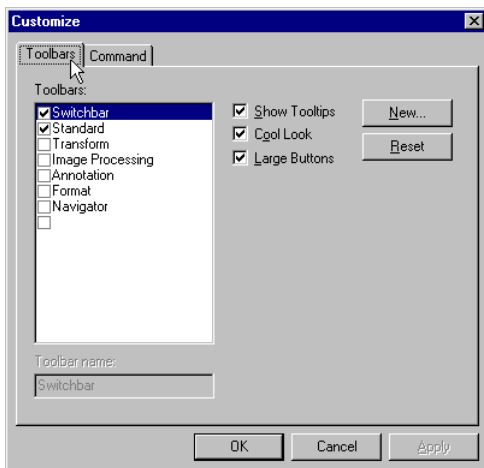 Customize
Toolbars Command
Toolbars:
Switchbar
Standard
Transform
Image Processing
Annotation
Format
Navigator
Show Tooltips
Cool Look
Large Buttons
New...
Reset
Toolbar name:
Switchbar
OK Cancel Apply